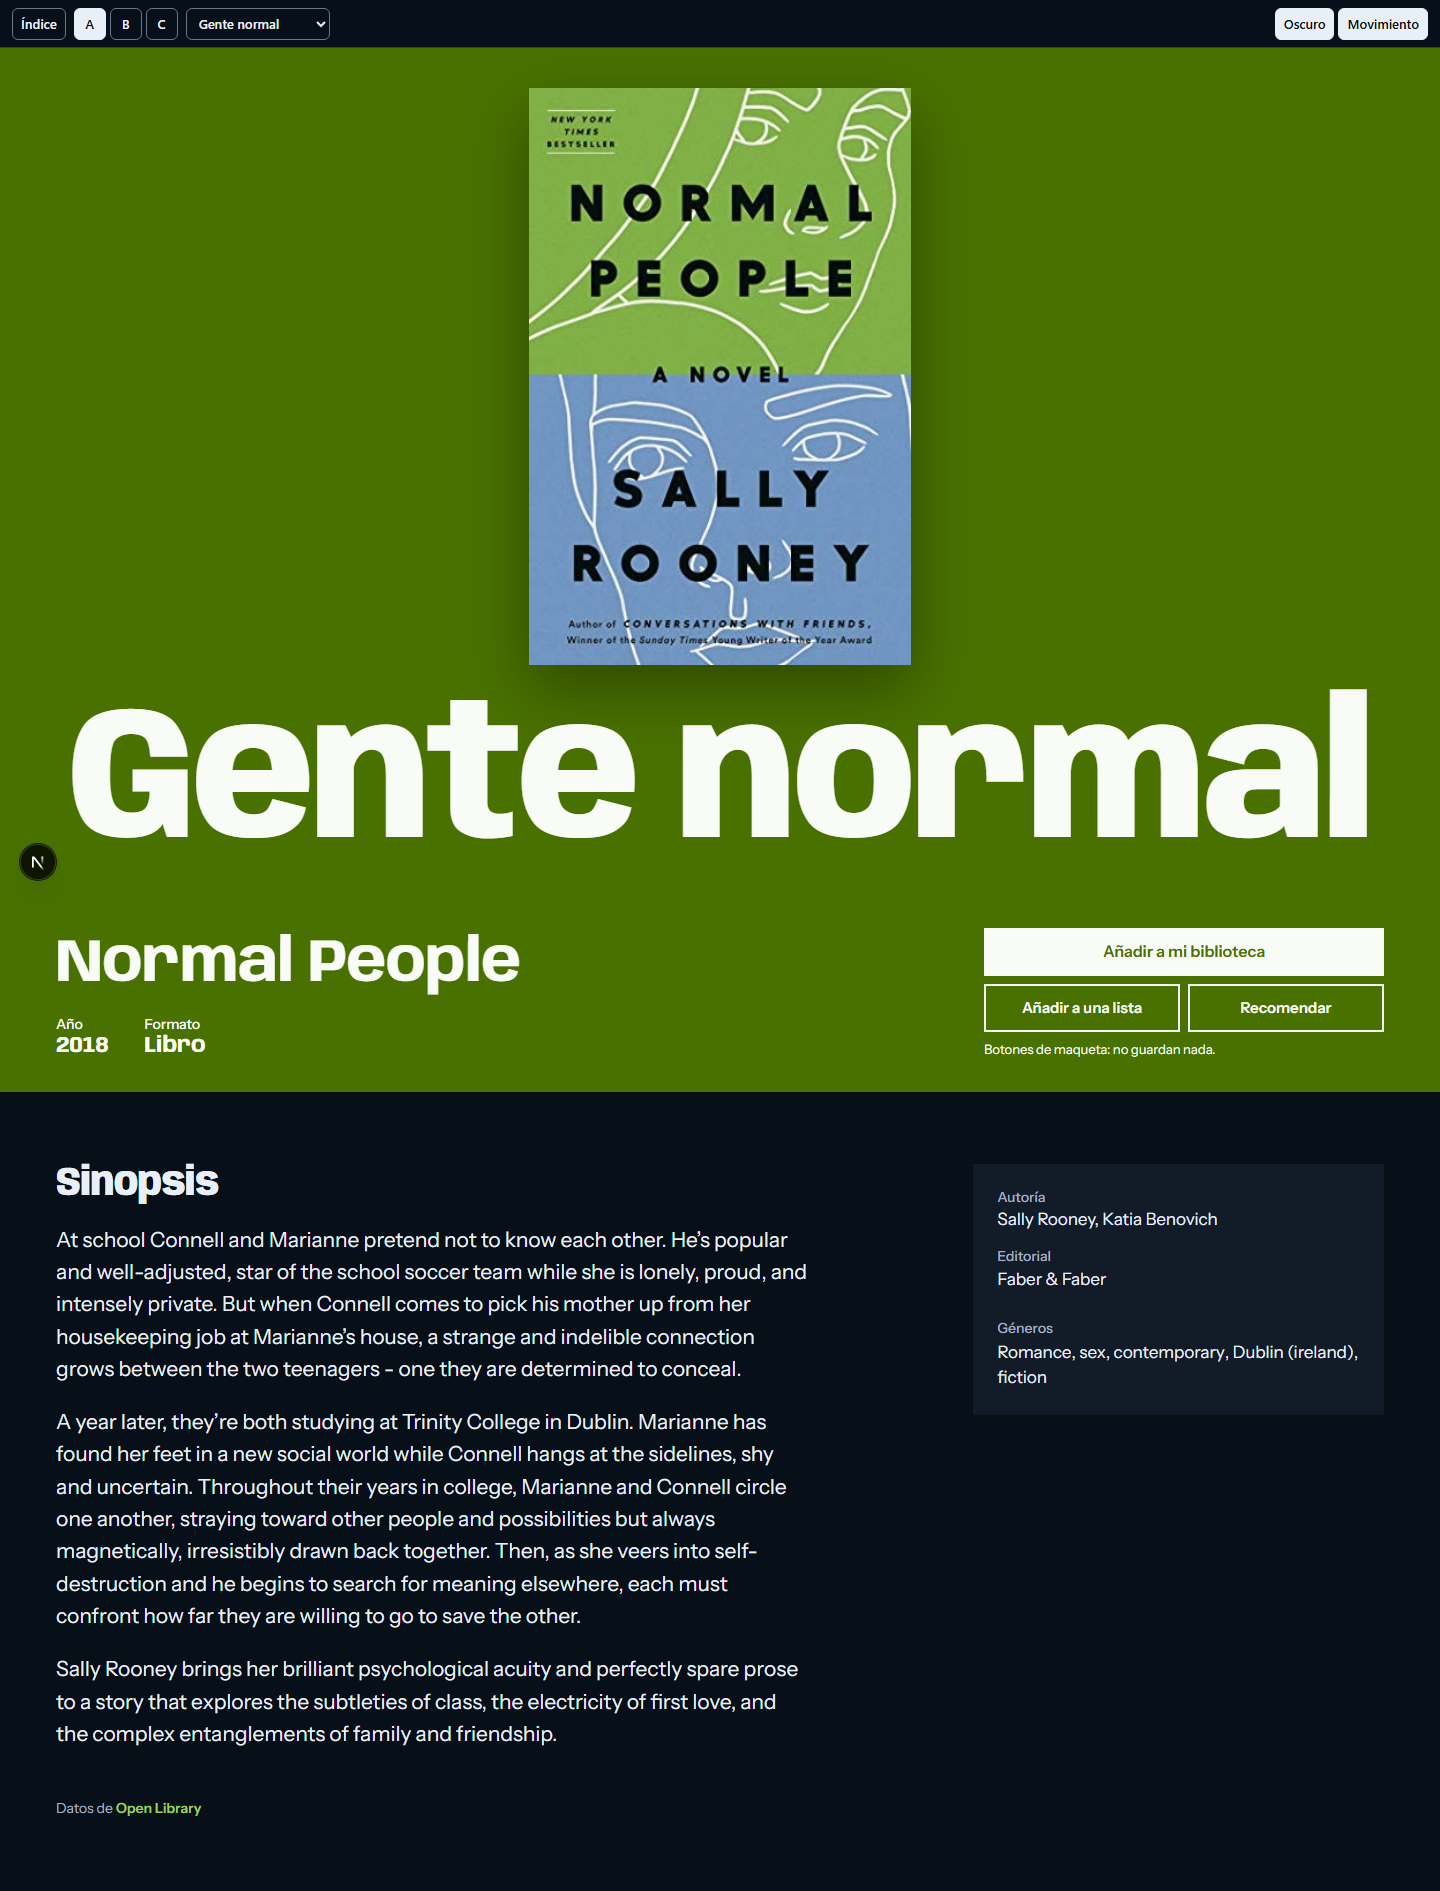 Índice
A
B
C
Gente normal
Oscuro
Movimiento
NEW YORK
TIMES
BESTSELLER
NORMAL
PEOPLE
A NOVEL
SALLY
ROONEY
Author of CONVERSATIONS WITH FRIENDS,
Winner of the Sunday Times Young Writer of the Year Award
Gente normal
N
Normal People
Año
2018
Formato
Libro
Añadir a mi biblioteca
Añadir a una lista
Recomendar
Botones de maqueta: no guardan nada.
Sinopsis
At school Connell and Marianne pretend not to know each other. He’s popular
and well-adjusted, star of the school soccer team while she is lonely, proud, and
intensely private. But when Connell comes to pick his mother up from her
housekeeping job at Marianne’s house, a strange and indelible connection
grows between the two teenagers - one they are determined to conceal.
A year later, they’re both studying at Trinity College in Dublin. Marianne has
found her feet in a new social world while Connell hangs at the sidelines, shy
and uncertain. Throughout their years in college, Marianne and Connell circle
one another, straying toward other people and possibilities but always
magnetically, irresistibly drawn back together. Then, as she veers into self-
destruction and he begins to search for meaning elsewhere, each must
confront how far they are willing to go to save the other.
Sally Rooney brings her brilliant psychological acuity and perfectly spare prose
to a story that explores the subtleties of class, the electricity of first love, and
the complex entanglements of family and friendship.
Datos de Open Library
Autoría
Sally Rooney, Katia Benovich
Editorial
Faber & Faber
Géneros
Romance, sex, contemporary, Dublin (ireland),
fiction